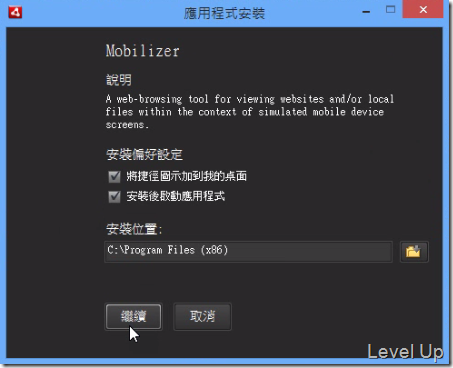 應用程式安裝
Mobilizer
說明
A web-browsing tool for viewing websites and/or local
files within the context of simulated mobile device
screens.
安裝偏好設定
將捷徑圖示加到我的桌面
安裝後啟動應用程式
安裝位置:
C:\Program Files (x86)
繼續
取消
Level Up